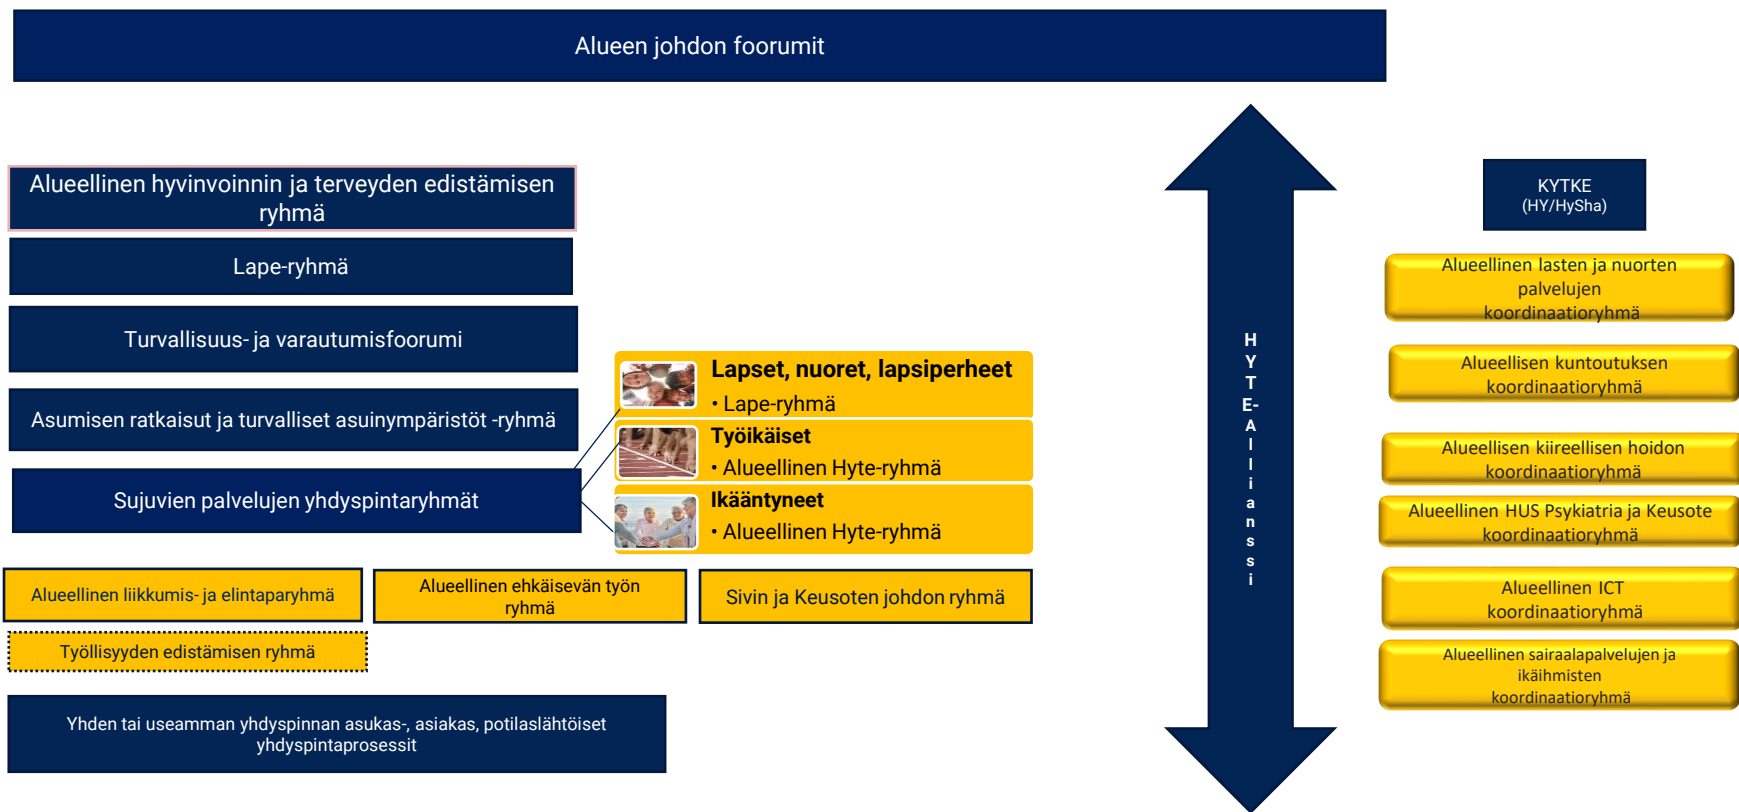 Alueen johdon foorumit
Alueellinen hyvinvoinnin ja terveyden edistämisen
ryhmä
Lape-ryhmä
Turvallisuus- ja varautumisfoorumi
Asumisen ratkaisut ja turvalliset asuinympäristöt -ryhmä
Sujuvien palvelujen yhdyspintaryhmät
Lapset, nuoret, lapsiperheet
• Lape-ryhmä
Työikäiset
• Alueellinen Hyte-ryhmä
Ikääntyneet
• Alueellinen Hyte-ryhmä
Alueellinen liikkumis- ja elintaparyhmä
Alueellinen ehkäisevän työn
ryhmä
Sivin ja Keusoten johdon ryhmä
Työllisyyden edistämisen ryhmä
Yhden tai useamman yhdyspinnan asukas-, asiakas, potilaslähtöiset
yhdyspintaprosessit
HYTE-Allianssi
KYTKE
(HY/HySha)
Alueellinen lasten ja nuorten
palvelujen
koordinaatioryhmä
Alueellisen kuntoutuksen
koordinaatioryhmä
Alueellisen kiireellisen hoidon
koordinaatioryhmä
Alueellinen HUS Psykiatria ja Keusote
koordinaatioryhmä
Alueellinen ICT
koordinaatioryhmä
Alueellinen sairaalapalvelujen ja
ikäihmisten
koordinaatioryhmä